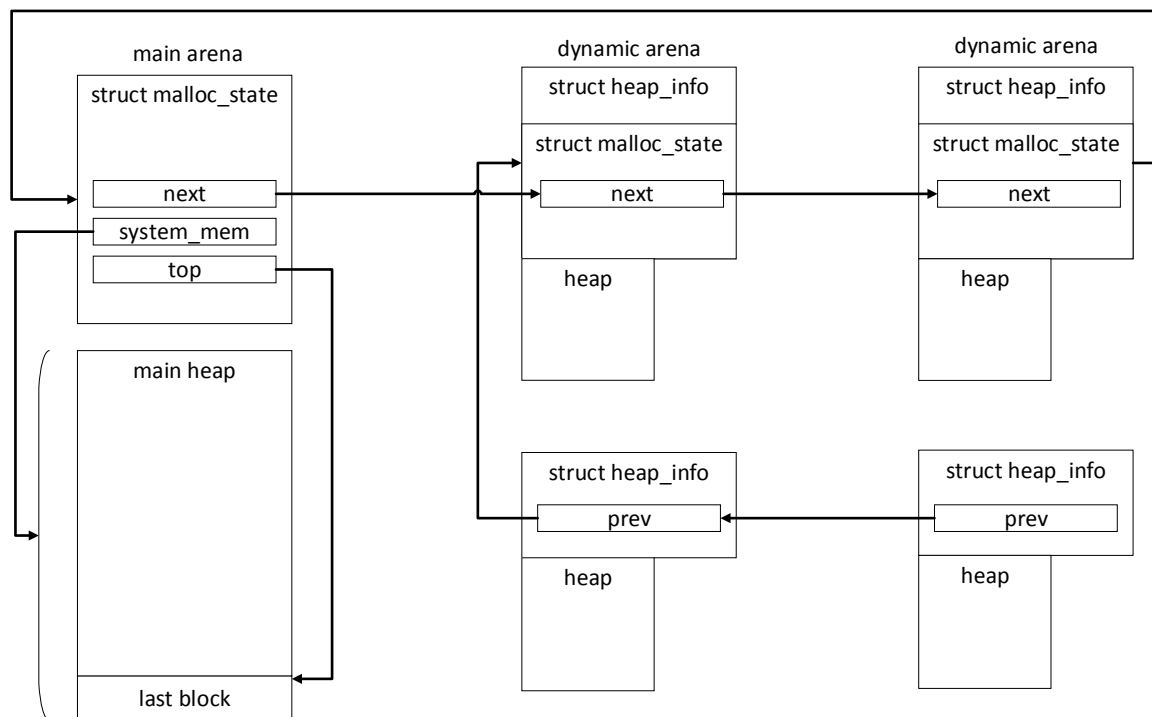 main arena
struct malloc_state
next
system_mem
top
main heap
last block
dynamic arena
struct heap_info
struct malloc_state
next
heap
struct heap_info
prev
heap
dynamic arena
struct heap_info
struct malloc_state
next
heap
struct heap_info
prev
heap